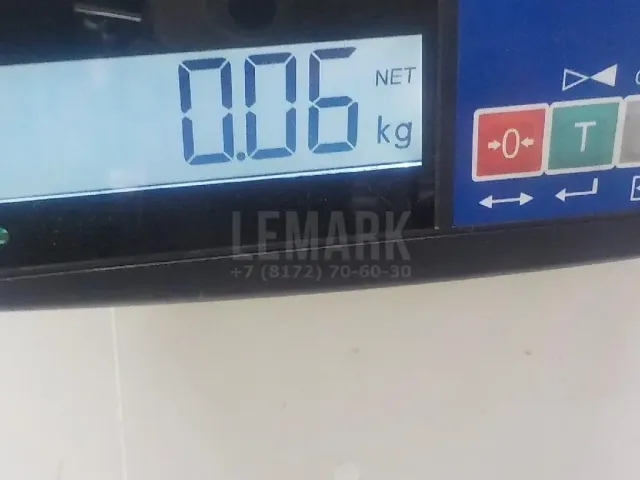 0.06 NET
kg
→0← T
LEMARK
+7 (8172) 70-60-30